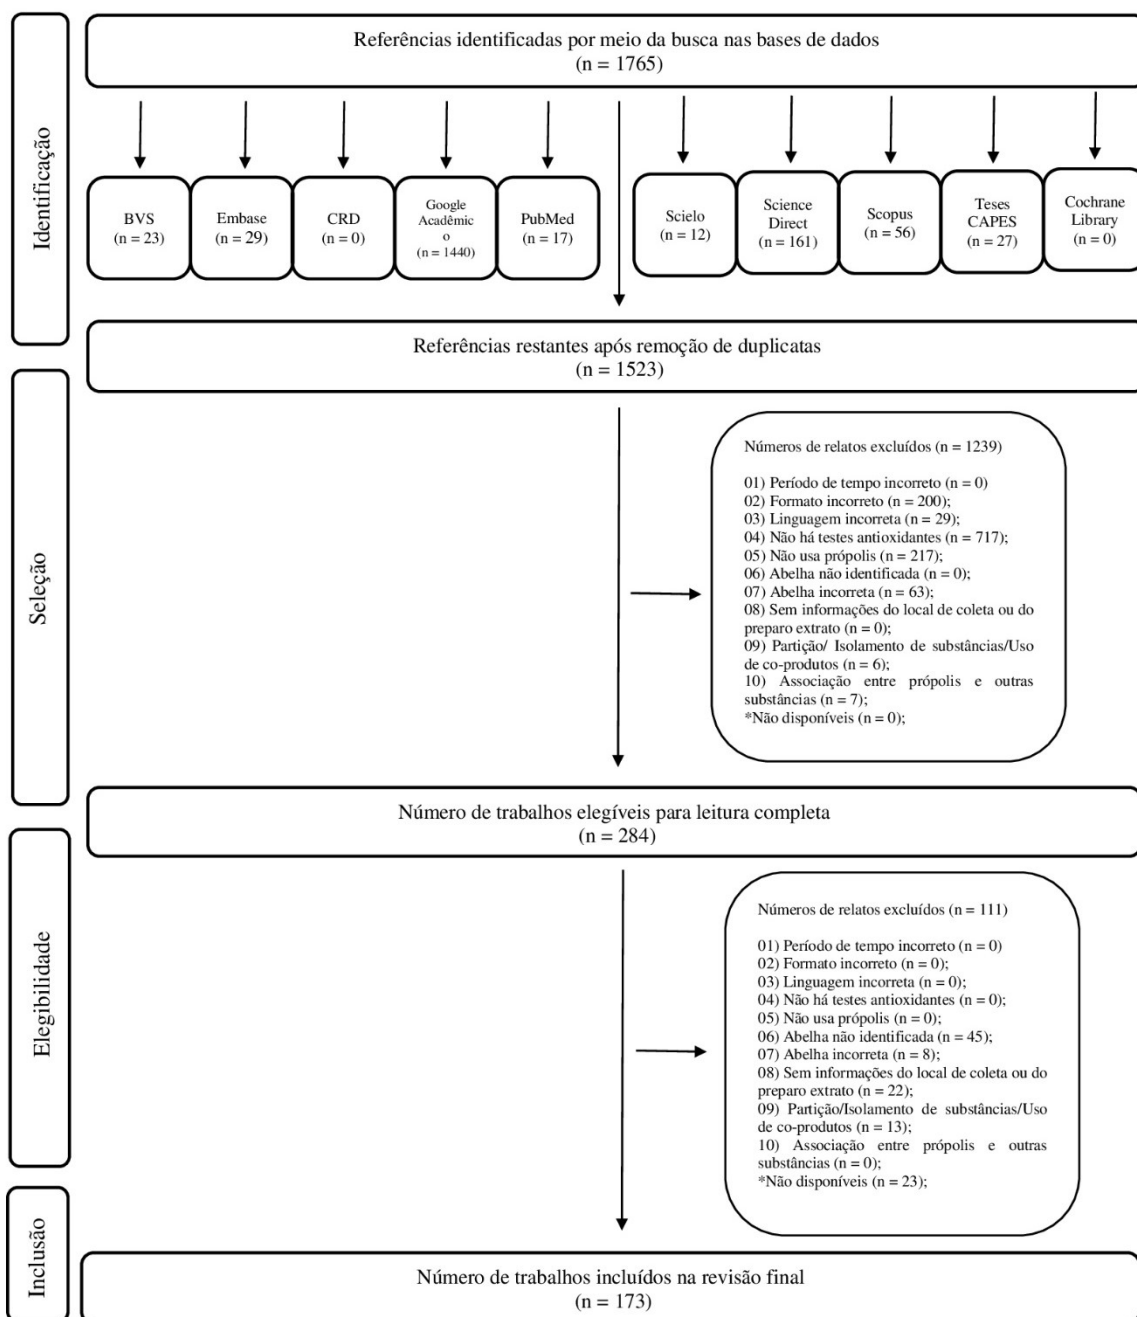 Identificação
Referências identificadas por meio da busca nas bases de dados
(n = 1765)
BVS
(n = 23)
Embase
(n = 29)
CRD
(n = 0)
Google
Acadêmic
o
(n = 1440)
PubMed
(n = 17)
Scielo
(n = 12)
Science
Direct
(n = 161)
Scopus
(n = 56)
Teses
CAPES
(n = 27)
Cochrane
Library
(n = 0)
Referências restantes após remoção de duplicatas
(n = 1523)
Seleção
Números de relatos excluídos (n = 1239)
01) Período de tempo incorreto (n = 0)
02) Formato incorreto (n = 200);
03) Linguagem incorreta (n = 29);
04) Não há testes antioxidantes (n = 717);
05) Não usa própolis (n = 217);
06) Abelha não identificada (n = 0);
07) Abelha incorreta (n = 63);
08) Sem informações do local de coleta ou do
preparo extrato (n = 0);
09) Partição/ Isolamento de substâncias/Uso
de co-produtos (n = 6);
10) Associação entre própolis e outras
substâncias (n = 7);
*Não disponíveis (n = 0);
Número de trabalhos elegíveis para leitura completa
(n = 284)
Elegibilidade
Números de relatos excluídos (n = 111)
01) Período de tempo incorreto (n = 0)
02) Formato incorreto (n = 0);
03) Linguagem incorreta (n = 0);
04) Não há testes antioxidantes (n = 0);
05) Não usa própolis (n = 0);
06) Abelha não identificada (n = 45);
07) Abelha incorreta (n = 8);
08) Sem informações do local de coleta ou do
preparo extrato (n = 22);
09) Partição/Isolamento de substâncias/Uso
de co-produtos (n = 13);
10) Associação entre própolis e outras
substâncias (n = 0);
*Não disponíveis (n = 23);
Inclusão
Número de trabalhos incluídos na revisão final
(n = 173)